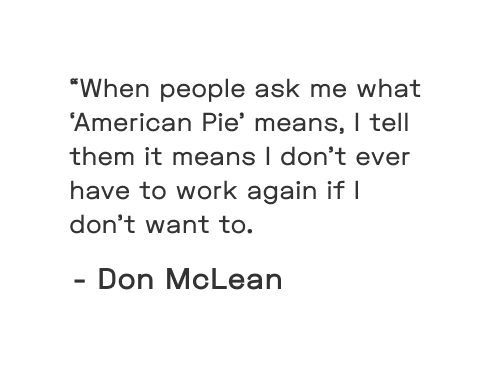 “When people ask me what
‘American Pie’ means, I tell
them it means I don’t ever
have to work again if I
don’t want to.
- Don McLean